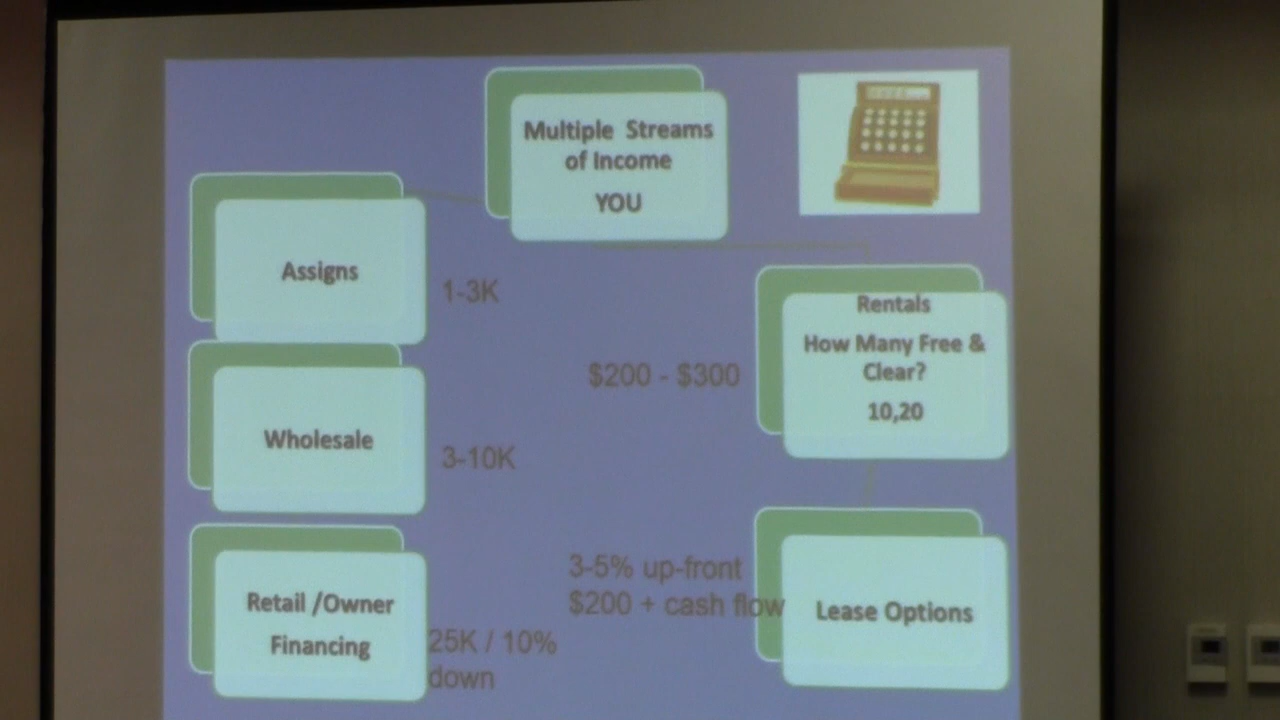 Multiple Streams
of Income
YOU
Assigns
1-3K
Wholesale
3-10K
Retail /Owner
Financing
25K / 10%
down
Rentals
How Many Free &
Clear?
10,20
$200 - $300
3-5% up-front
$200 + cash flow
Lease Options